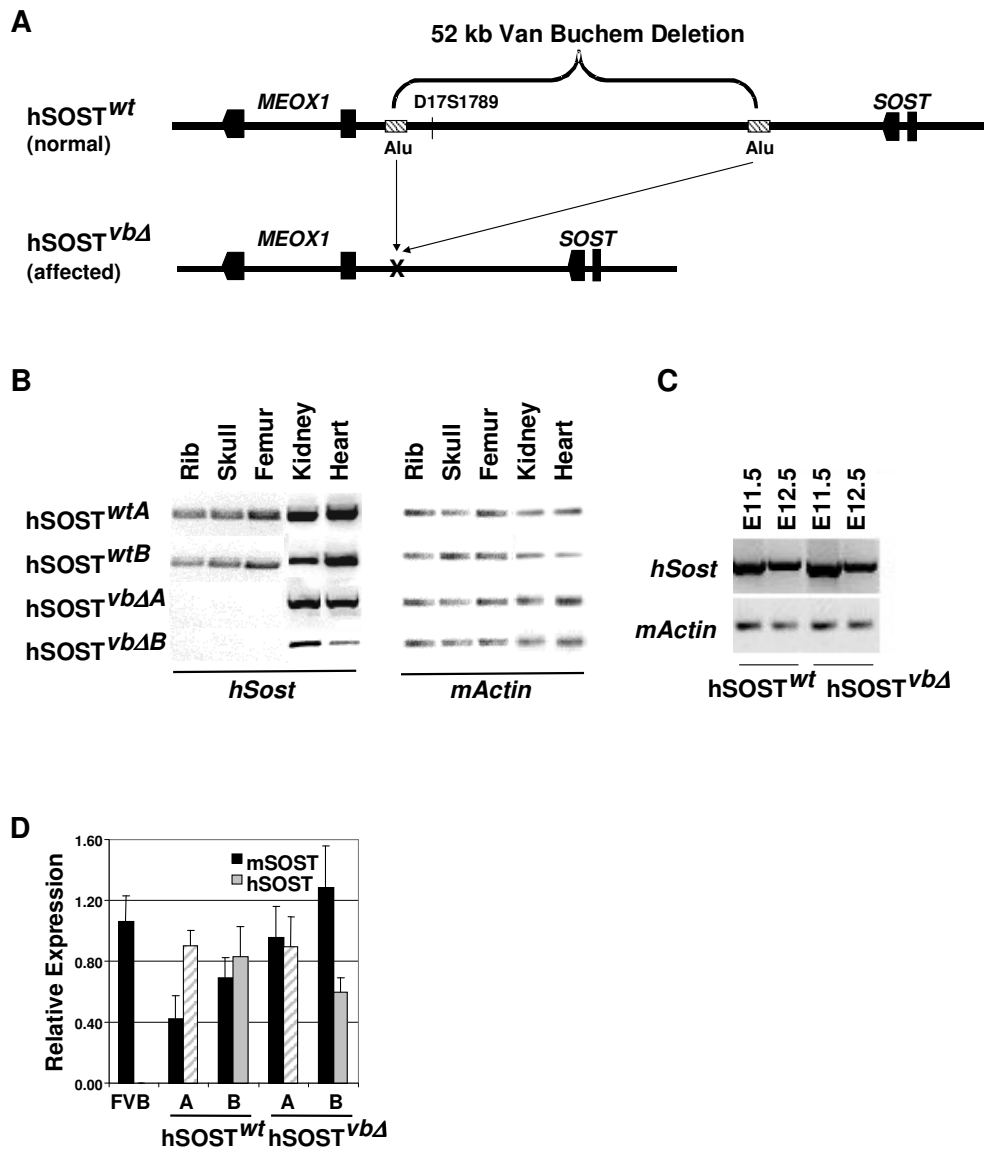 A
52 kb Van Buchem Deletion
hSOSTwt
(normal)
MEOX1
D17S1789
SOST
Alu
Alu
hSOSTvbΔ
(affected)
MEOX1
X
SOST
B
Rib
Skull
Femur
Kidney
Heart
Rib
Skull
Femur
Kidney
Heart
hSOSTwtA
hSOSTwtB
hSOSTvbΔA
hSOSTvbΔB
hSost
mActin
C
E11.5
E12.5
E11.5
E12.5
hSost
mActin
hSOSTwt
hSOSTvbΔ
D
Relative Expression
1.60
1.20
0.80
0.40
0.00
mSOST
hSOST
FVB
A
B
A
B
hSOSTwt
hSOSTvbΔ